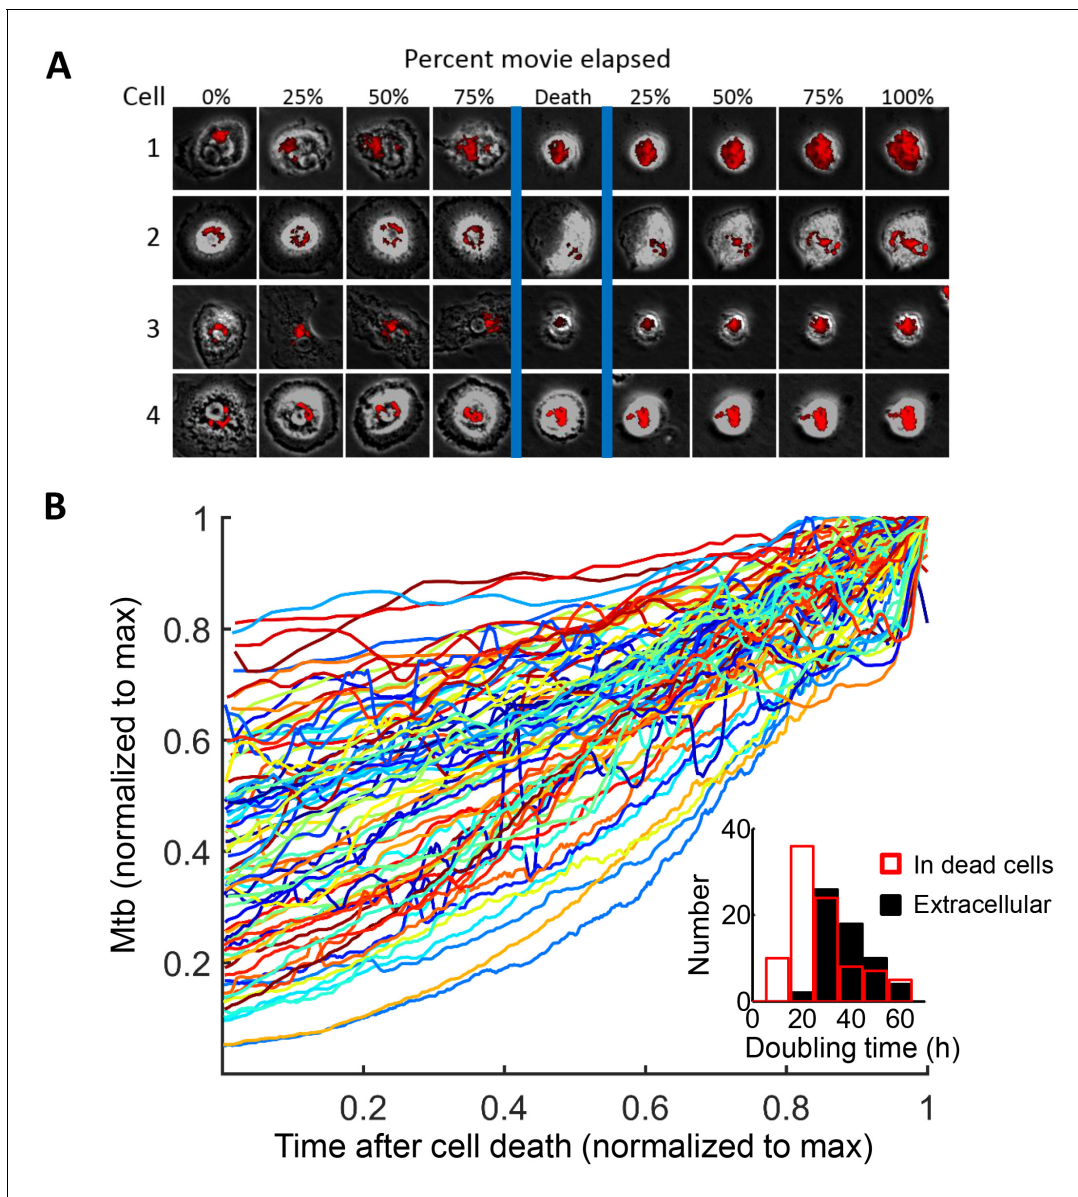 A
Percent movie elapsed
Cell 0% 25% 50% 75% Death 25% 50% 75% 100%
1
2
3
4
B
1
0.8
0.6
0.4
0.2
Mtb (normalized to max)
40
20
0
Number
In dead cells
Extracellular
0 20 40 60
Doubling time (h)
0.2 0.4 0.6 0.8 1
Time after cell death (normalized to max)